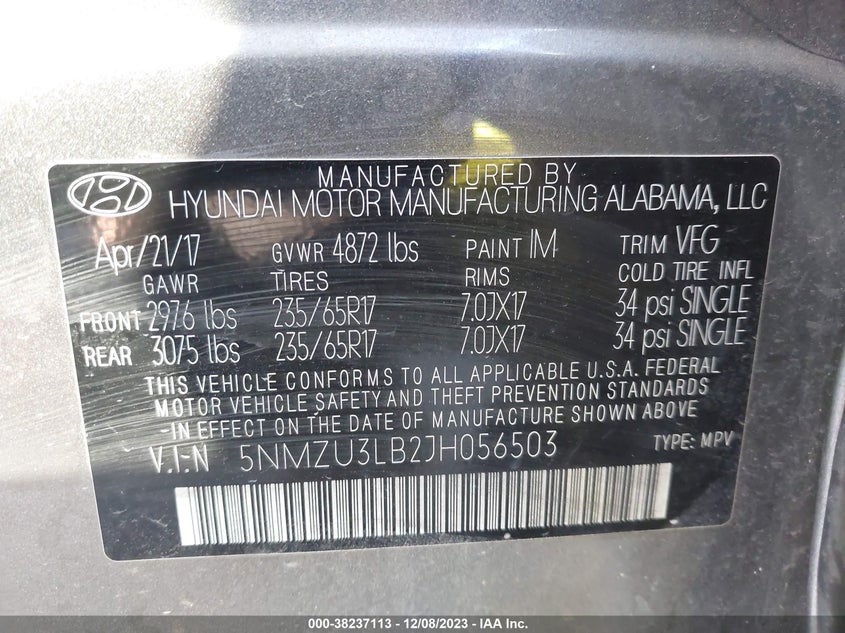 MANUFACTURED BY
HYUNDAI MOTOR MANUFACTURING ALABAMA, LLC
Apr/21/17 GVWR 4872 lbs PAINT IM TRIM VFG
GAWR TIRES RIMS COLD TIRE INFL
FRONT 2976 lbs 235/65R17 7.0JX17 34 psi SINGLE
REAR 3075 lbs 235/65R17 7.0JX17 34 psi SINGLE
THIS VEHICLE CONFORMS TO ALL APPLICABLE U.S.A. FEDERAL
MOTOR VEHICLE SAFETY AND THEFT PREVENTION STANDARDS
-IN EFFECT ON THE DATE OF MANUFACTURE SHOWN ABOVE
V.I-N 5NMZU3LB2JH056503 TYPE: MPV
000-38237113 - 12/08/2023 - IAA Inc.